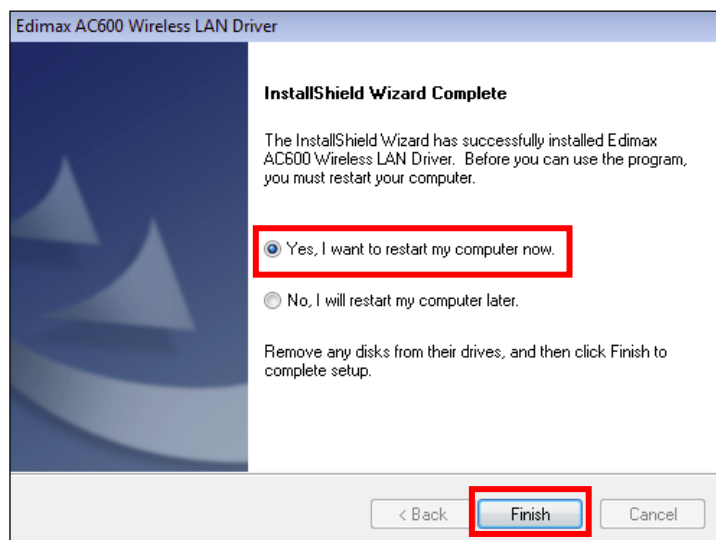 Edimax AC600 Wireless LAN Driver
InstallShield Wizard Complete
The InstallShield Wizard has successfully installed Edimax
AC600 Wireless LAN Driver.  Before you can use the program,
you must restart your computer.
Yes, I want to restart my computer now.
No, I will restart my computer later.
Remove any disks from their drives, and then click Finish to
complete setup.
< Back
Finish
Cancel